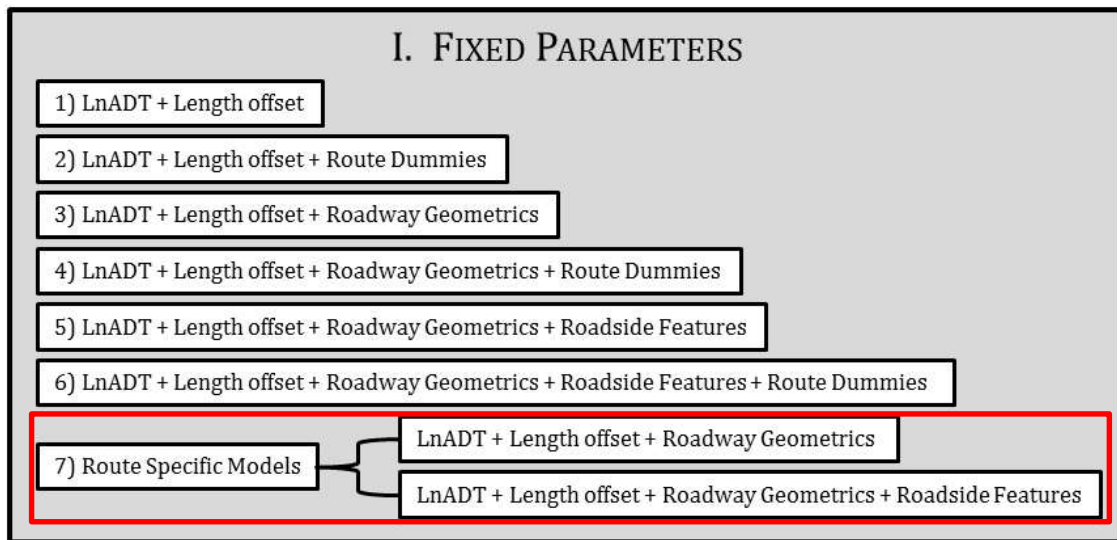 I. FIXED PARAMETERS
1) LnADT + Length offset
2) LnADT + Length offset + Route Dummies
3) LnADT + Length offset + Roadway Geometrics
4) LnADT + Length offset + Roadway Geometrics + Route Dummies
5) LnADT + Length offset + Roadway Geometrics + Roadside Features
6) LnADT + Length offset + Roadway Geometrics + Roadside Features + Route Dummies
7) Route Specific Models
LnADT + Length offset + Roadway Geometrics
LnADT + Length offset + Roadway Geometrics + Roadside Features